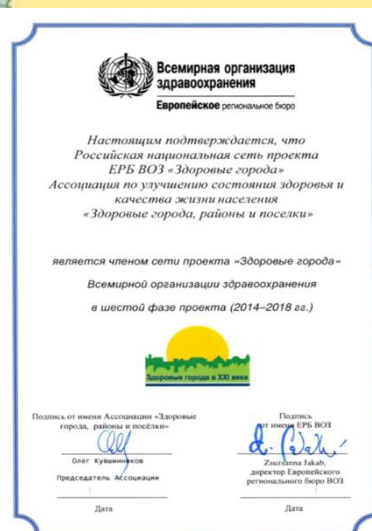 Всемирная организация
здравоохранения
Европейское региональное бюро
Настоящим подтверждается, что
Российская национальная сеть проекта
ЕРБ ВОЗ «Здоровые города»
Ассоциация по улучшению состояния здоровья и
качества жизни населения
«Здоровые города, районы и поселки»
является членом сети проекта «Здоровые города»
Всемирной организации здравоохранения
в шестой фазе проекта (2014–2018 гг.)
Здоровые города в XXI веке
Подпись от имени Ассоциации «Здоровые
города, районы и посёлки»
Олег Кувшинников
Председатель Ассоциации
Дата
Подпись
от имени ЕРБ ВОЗ
Zsuzsanna Jakab,
директор Европейского
регионального бюро ВОЗ
Дата